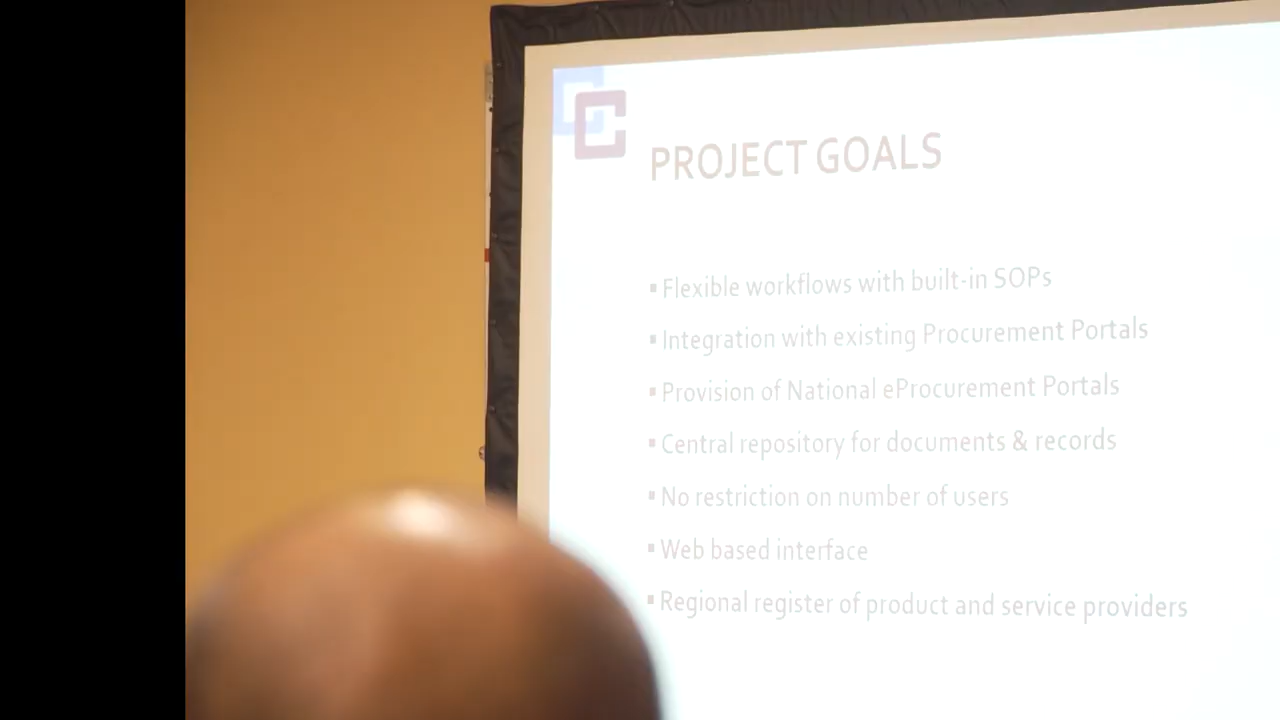 PROJECT GOALS
▪ Flexible workflows with built-in SOPs
▪ Integration with existing Procurement Portals
▪ Provision of National eProcurement Portals
▪ Central repository for documents & records
▪ No restriction on number of users
▪ Web based interface
▪ Regional register of product and service providers